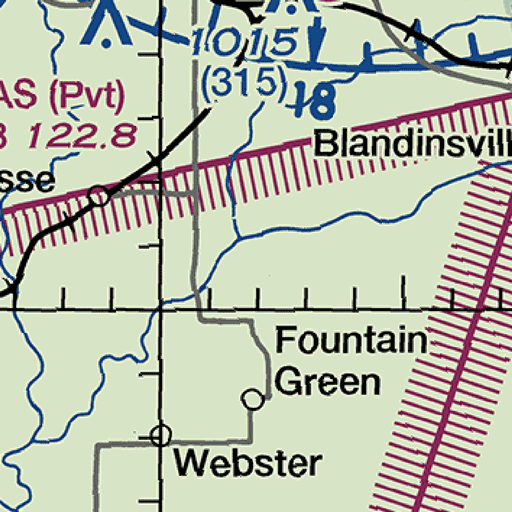 1015
(315)
AS (Pvt)
122.8
18
Blandinsvill
sse
Fountain
Green
Webster